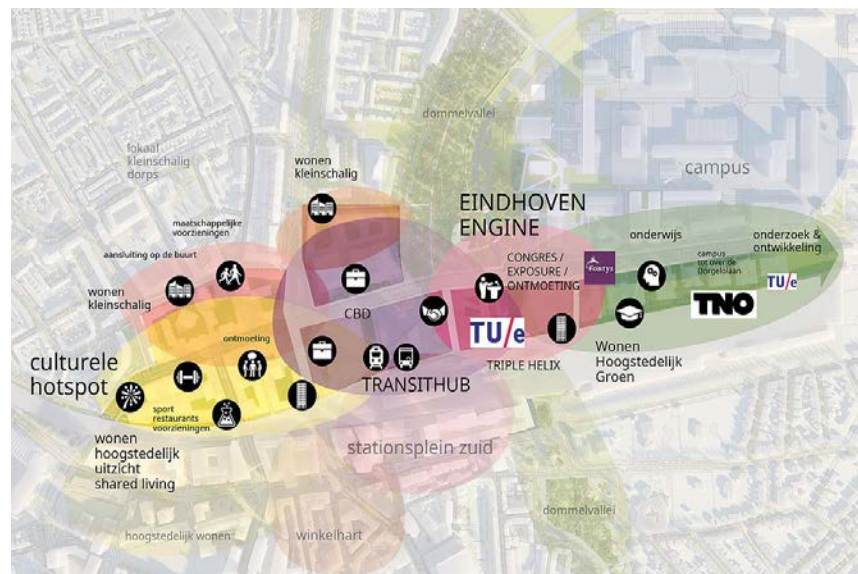 dommelvallei
campus
lokaal
kleinschalig
dorps
wonen
kleinschalig
EINDHOVEN
ENGINE
maatschappelijke
voorzieningen
aansluiting op de buurt
wonen
kleinschalig
CONGRES /
EXPOSURE /
ONTMOETING
Fontys
onderwijs
onderzoek &
ontwikkeling
campus
tot over de
Dorgelolaan
TU/e
TNO
CBD
TU/e
ontmoeting
culturele
hotspot
TRANSITHUB
TRIPLE HELIX
Wonen
Hoogstedelijk
Groen
sport
restaurants
voorzieningen
wonen
hoogstedelijk
uitzicht
shared living
stationsplein zuid
hoogstedelijk wonen
winkelhart
dommelvallei